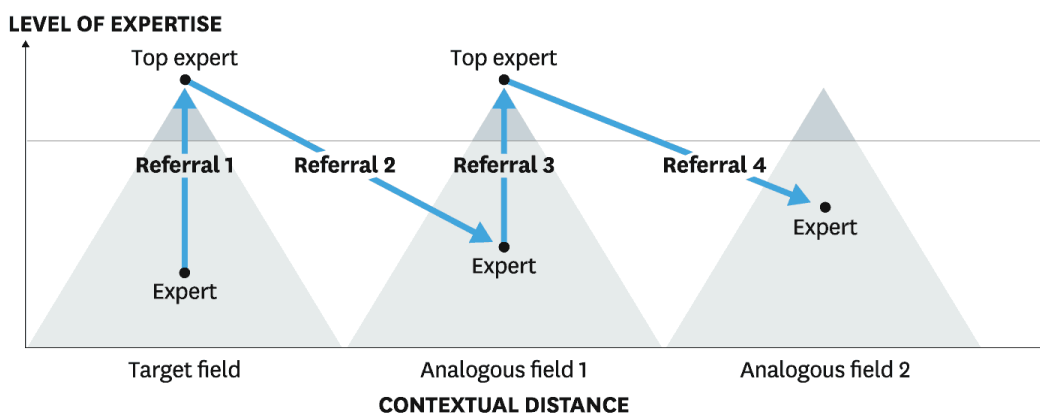 LEVEL OF EXPERTISE
Top expert
Top expert
Referral 1
Referral 2
Referral 3
Referral 4
Expert
Expert
Expert
Target field
Analogous field 1
Analogous field 2
CONTEXTUAL DISTANCE